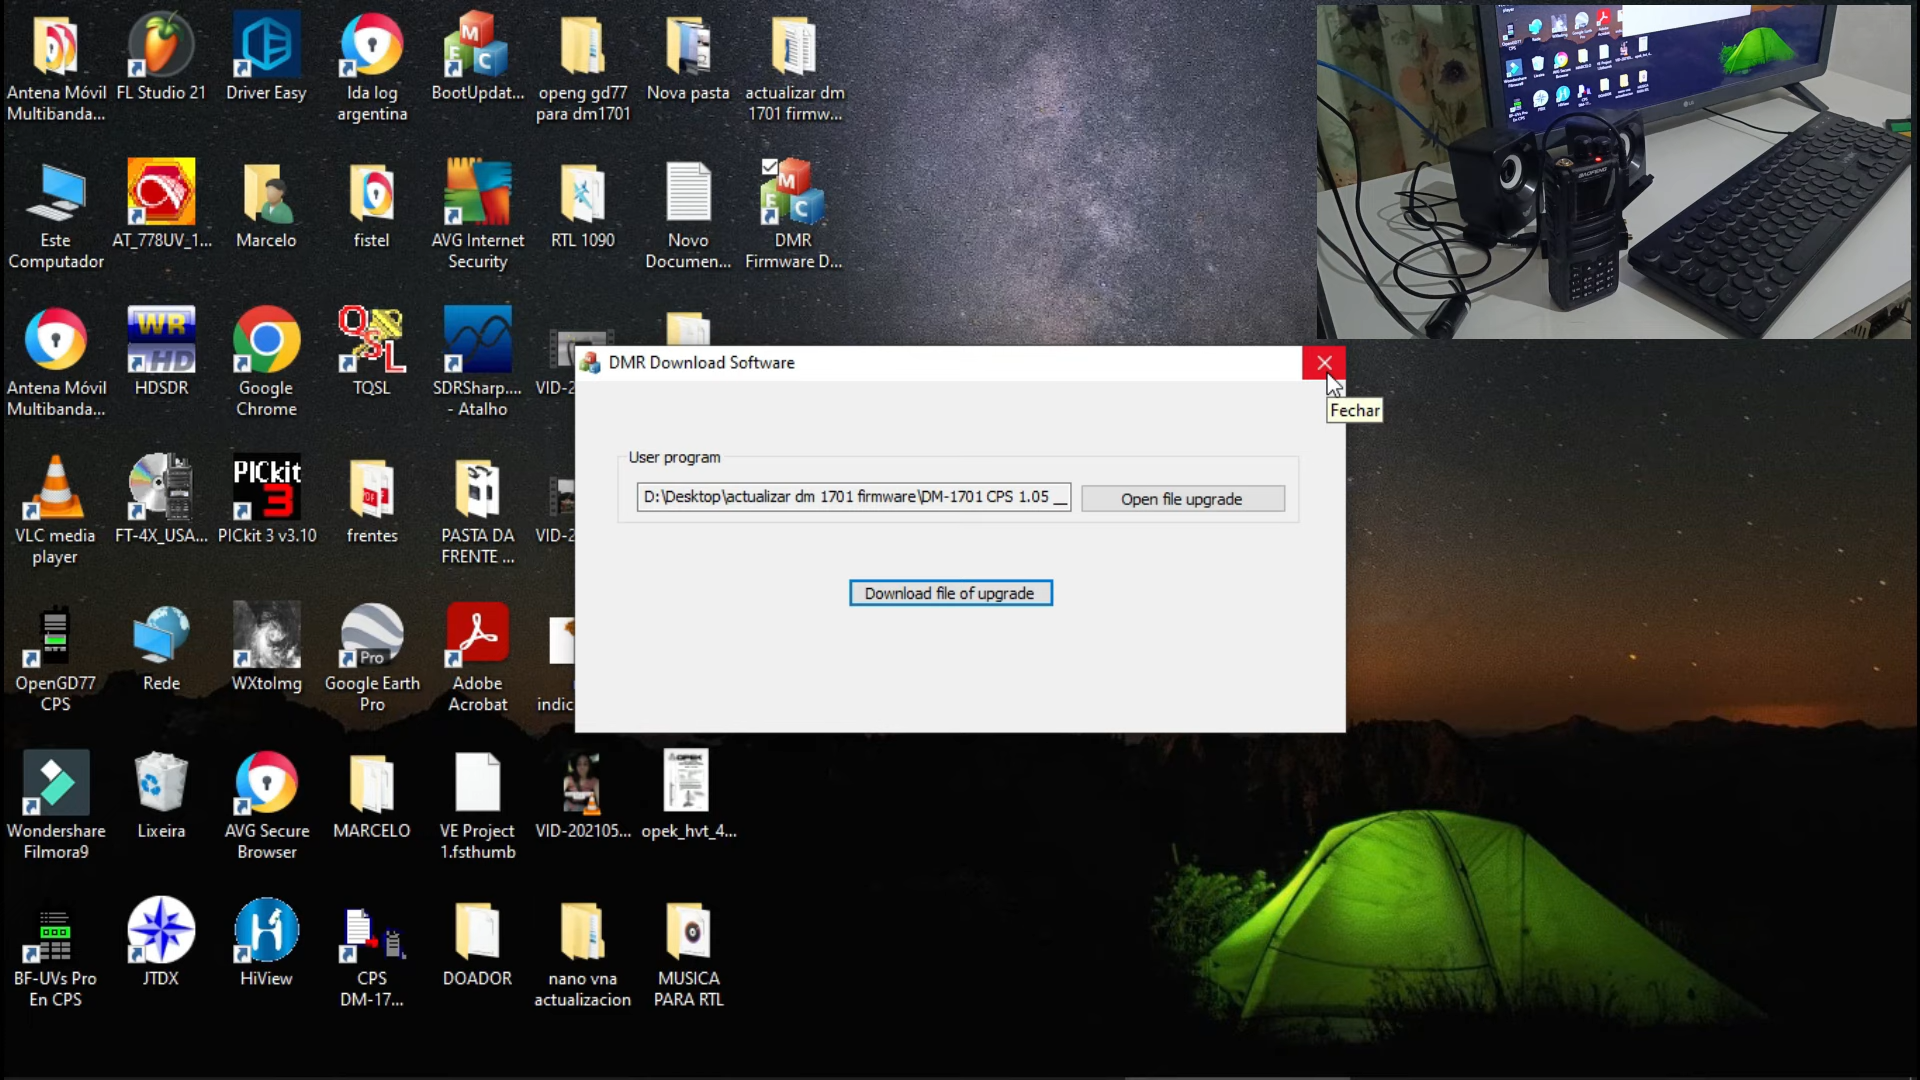 Antena Móvil
Multibanda...
FL Studio 21
Driver Easy
lda log
argentina
BootUpdat...
openg gd77
para dm1701
Nova pasta
actualizar dm
1701 firmw...
Este
Computador
AT_778UV_1...
Marcelo
fistel
AVG Internet
Security
RTL 1090
Novo
Documen...
DMR
Firmware D...
Antena Móvil
Multibanda...
HDSDR
Google
Chrome
TQSL
SDRSharp....
- Atalho
VID-2
DMR Download Software
Fechar
User program
D:\Desktop\actualizar dm 1701 firmware\DM-1701 CPS 1.05 __
Open file upgrade
Download file of upgrade
VLC media
player
FT-4X_USA...
PICkit
3
PICkit 3 v3.10
frentes
PASTA DA
FRENTE ...
VID-2
OpenGD77
CPS
Rede
WXtoImg
Pro
Google Earth
Pro
Adobe
Acrobat
indic
Wondershare
Filmora9
Lixeira
AVG Secure
Browser
MARCELO
VE Project
1.fsthumb
VID-202105...
opek_hvt_4...
BF-UVs Pro
En CPS
JTDX
HiView
CPS
DM-17...
DOADOR
nano vna
actualizacion
MUSICA
PARA RTL
BAOFENG